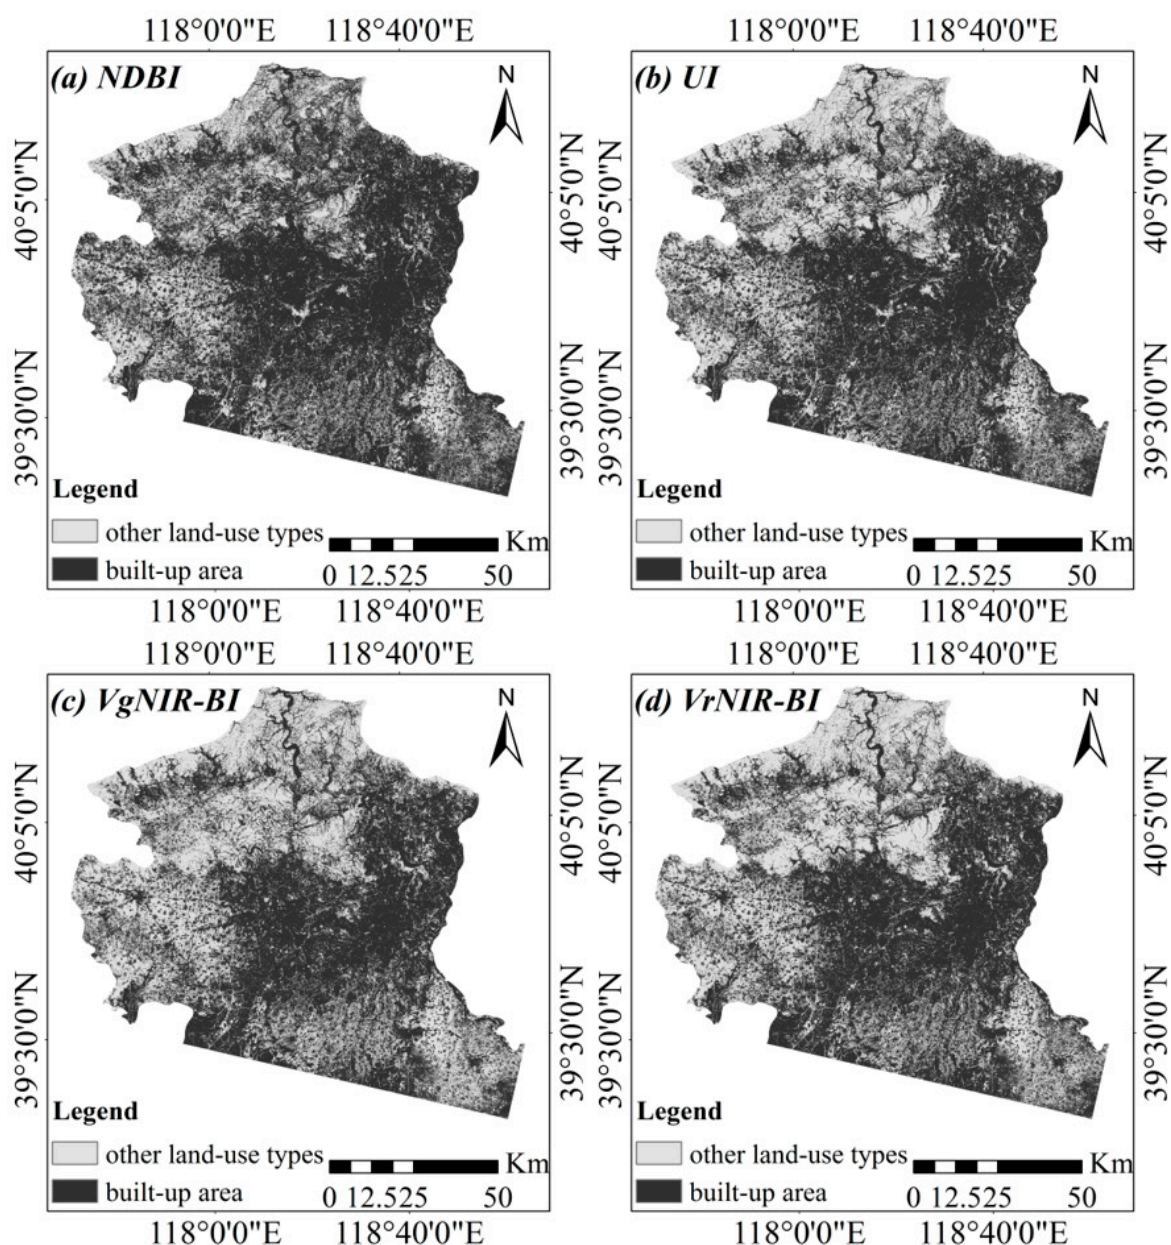 118°0'0"E 118°40'0"E 118°0'0"E 118°40'0"E
(a) NDBI
N
(b) UI
N
40°5'0"N
40°5'0"N
40°5'0"N
40°5'0"N
39°30'0"N
39°30'0"N
39°30'0"N
39°30'0"N
Legend
other land-use types
built-up area
Km
0 12.525 50
Legend
other land-use types
built-up area
Km
0 12.525 50
118°0'0"E 118°40'0"E 118°0'0"E 118°40'0"E
118°0'0"E 118°40'0"E 118°0'0"E 118°40'0"E
(c) VgNIR-BI
N
(d) VrNIR-BI
N
40°5'0"N
40°5'0"N
40°5'0"N
40°5'0"N
39°30'0"N
39°30'0"N
39°30'0"N
39°30'0"N
Legend
other land-use types
built-up area
Km
0 12.525 50
Legend
other land-use types
built-up area
Km
0 12.525 50
118°0'0"E 118°40'0"E 118°0'0"E 118°40'0"E